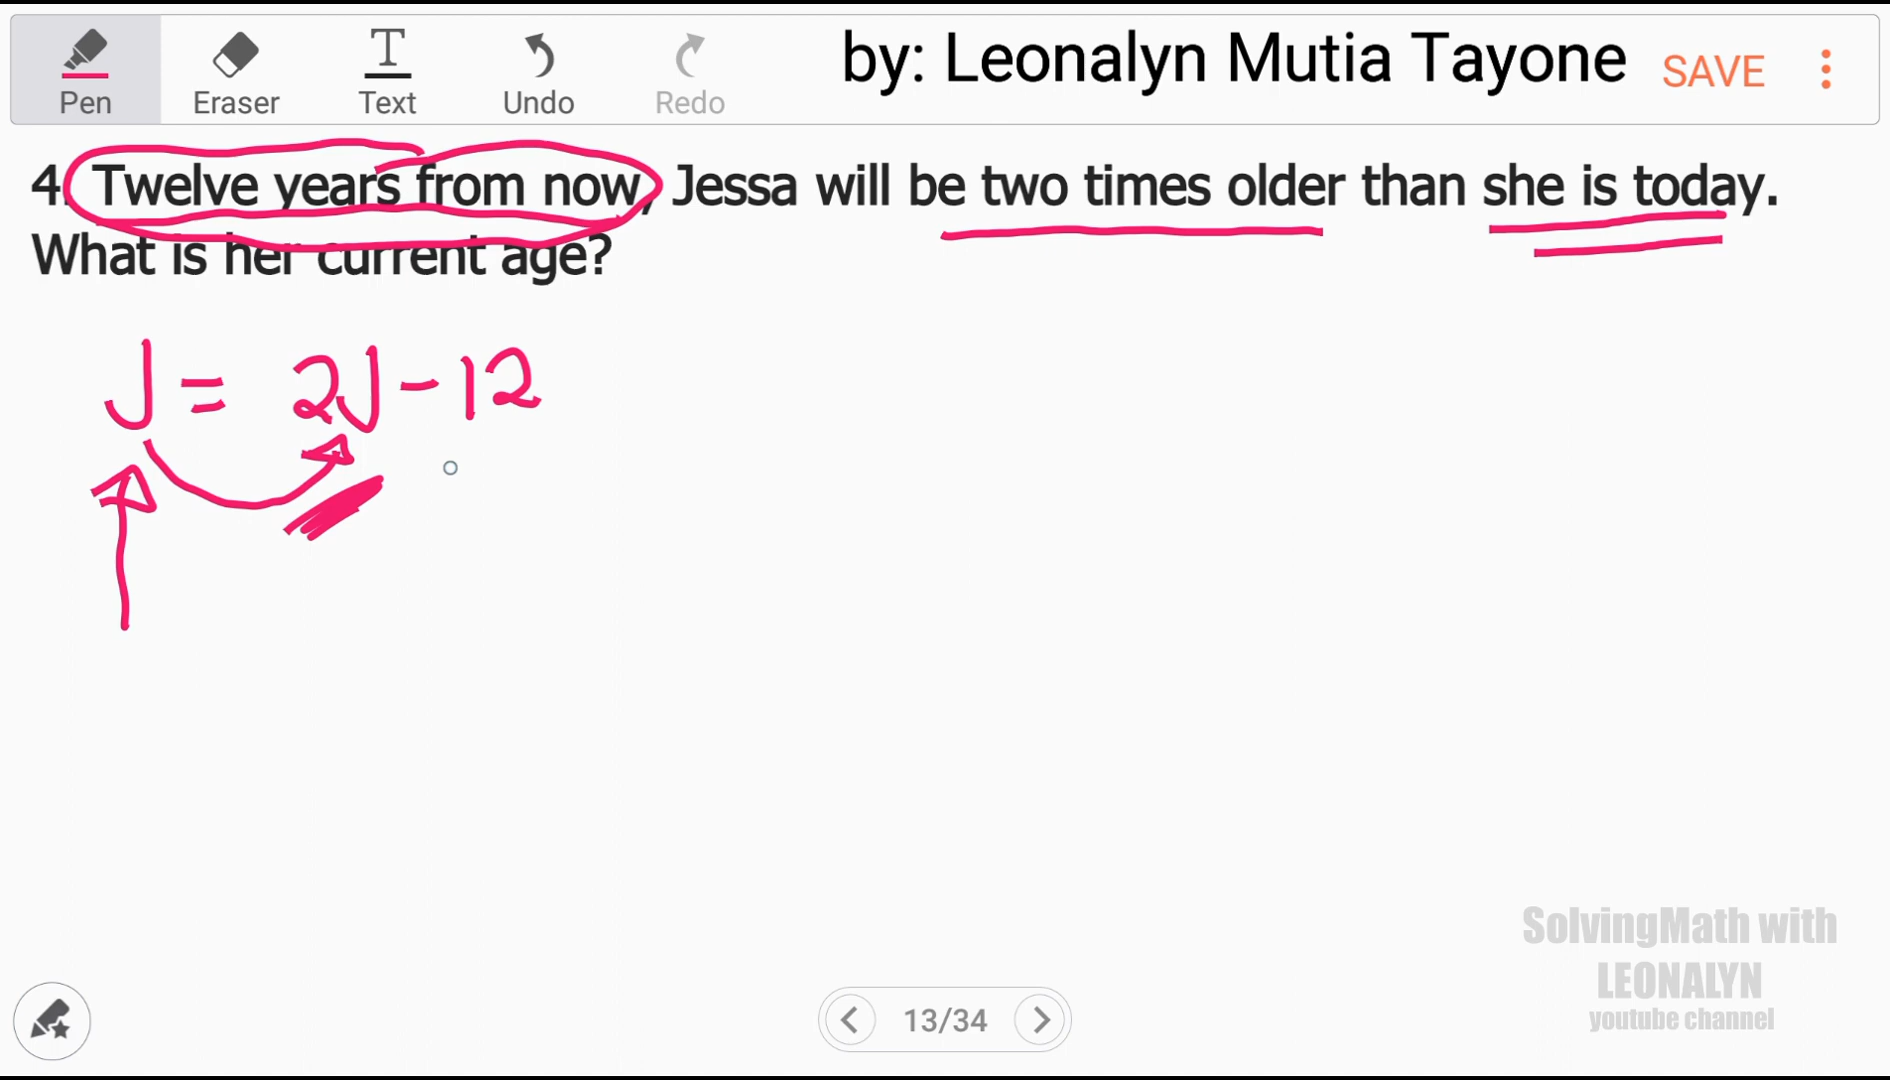 Pen Eraser Text Undo Redo by: Leonalyn Mutia Tayone SAVE
4. Twelve years from now, Jessa will be two times older than she is today.
What is her current age?
J = 2J - 12
SolvingMath with
LEONALYN
youtube channel
13/34